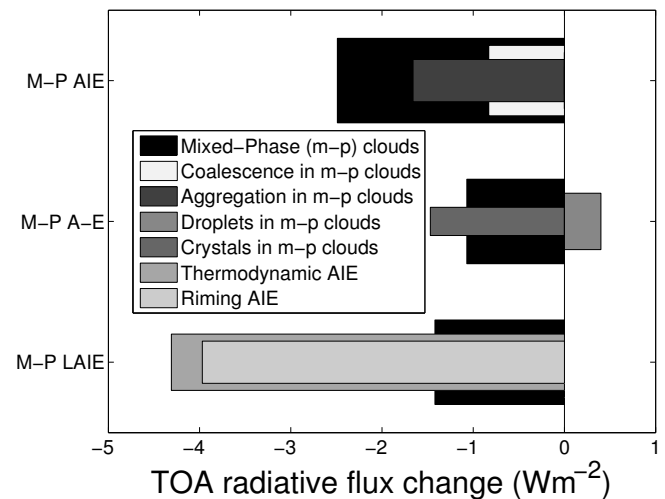 M−P AIE
Mixed−Phase (m−p) clouds
Coalescence in m−p clouds
Aggregation in m−p clouds
Droplets in m−p clouds
Crystals in m−p clouds
Thermodynamic AIE
Riming AIE
M−P A−E
M−P LAIE
−5 −4 −3 −2 −1 0 1
TOA radiative flux change (Wm⁻²)